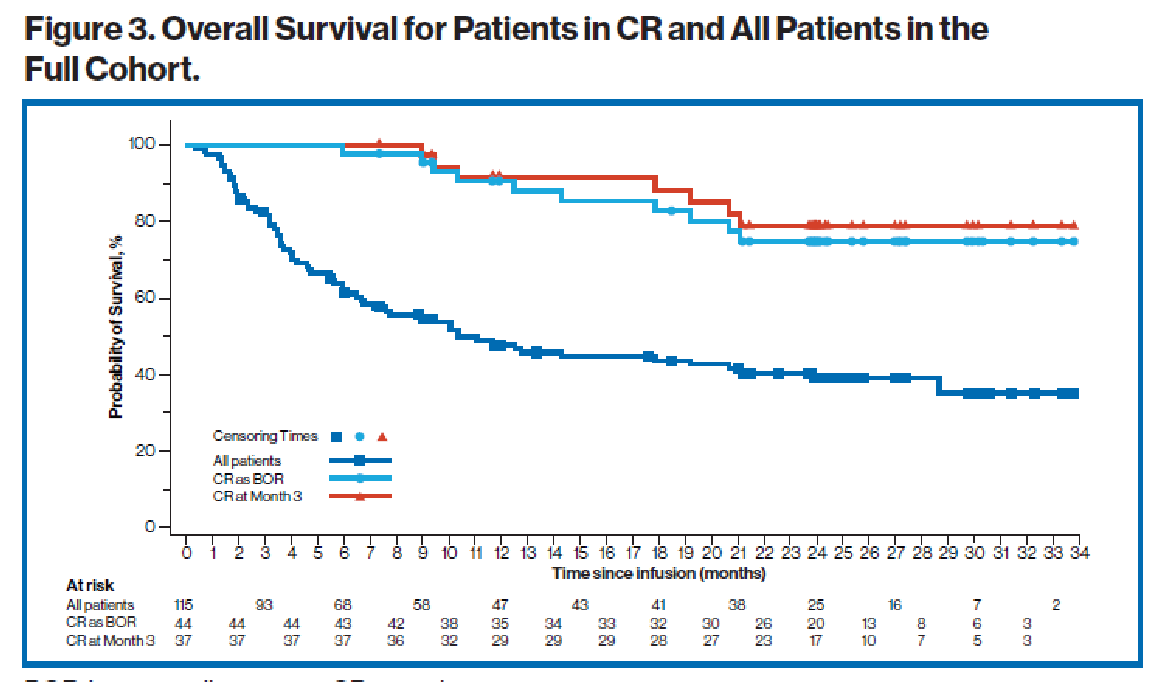 Figure 3. Overall Survival for Patients in CR and All Patients in the
Full Cohort.
100
80
60
40
20
0
Probability of Survival, %
Censoring Times
All patients
CR as BOR
CR at Month 3
0 1 2 3 4 5 6 7 8 9 10 11 12 13 14 15 16 17 18 19 20 21 22 23 24 25 26 27 28 29 30 31 32 33 34
Time since infusion (months)
At risk
All patients 115 93 68 58 47 43 41 38 25 16 7 2
CR as BOR 44 44 44 43 42 38 35 34 33 32 30 26 20 13 8 6 3
CR at Month 3 37 37 37 37 36 32 29 29 29 28 27 23 17 10 7 5 3